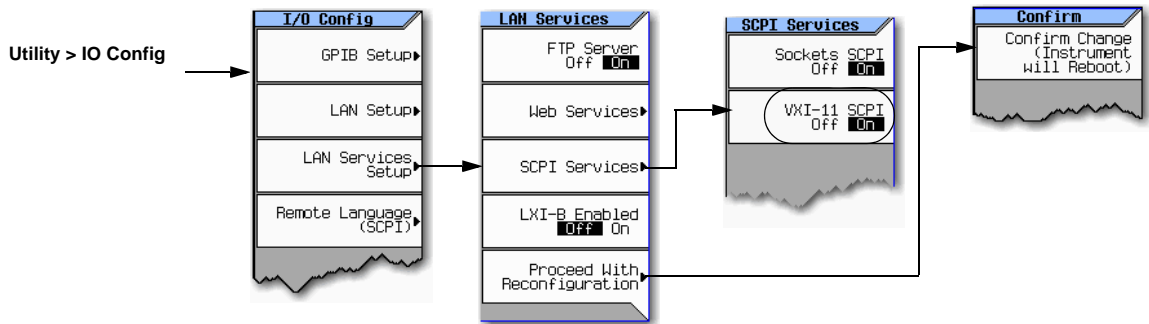 Utility > IO Config
I/O Config
GPIB Setup
LAN Setup
LAN Services
Setup
Remote Language
(SCPI)
LAN Services
FTP Server
Off On
Web Services
SCPI Services
LXI-B Enabled
Off On
Proceed With
Reconfiguration
SCPI Services
Sockets SCPI
Off On
VXI-11 SCPI
Off On
Confirm
Confirm Change
(Instrument
will Reboot)